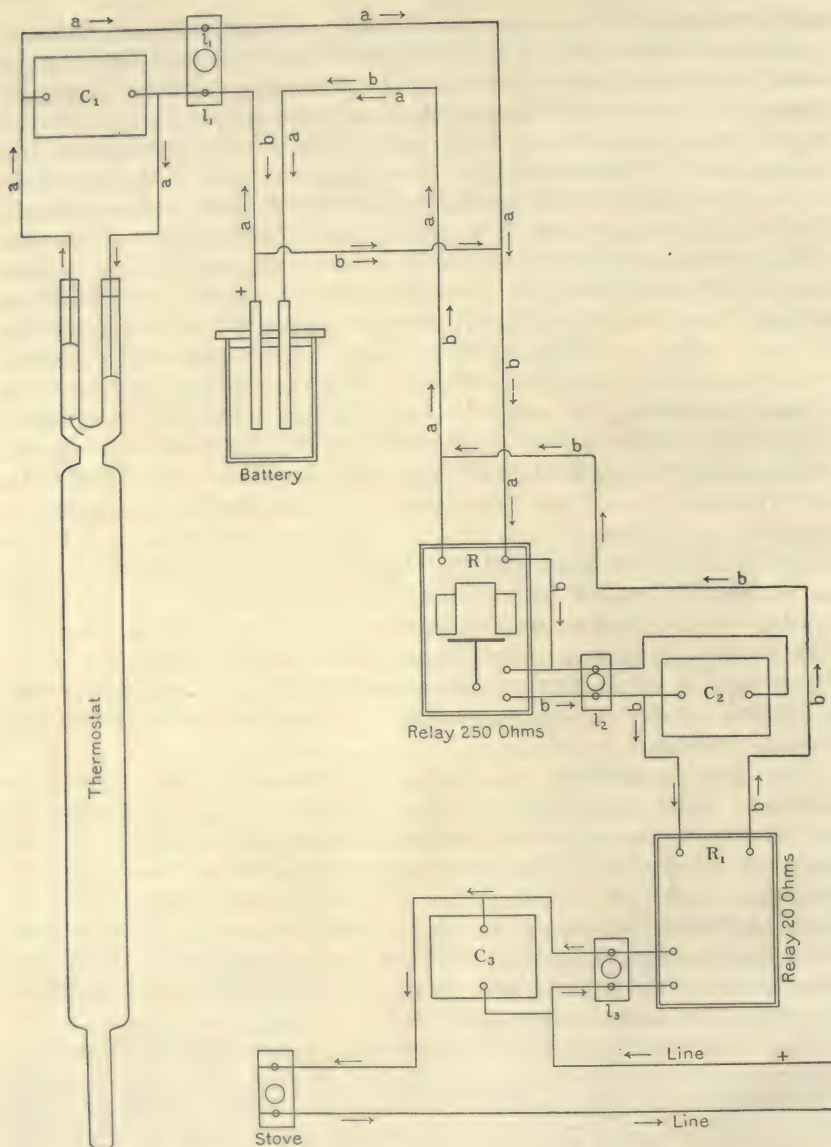 a → a →
l₁
C₁
l₁
← b
← a
a →
a →
b →
a →
a →
b →
a →
a →
b →
+
b →
b →
Battery
a →
← b
a →
R
b →
← b
b →
b
l₂
C₂
b →
Relay 250 Ohms
Thermostat
b →
R₁
Relay 20 Ohms
C₃
l₃
← Line +
→ Line
Stove